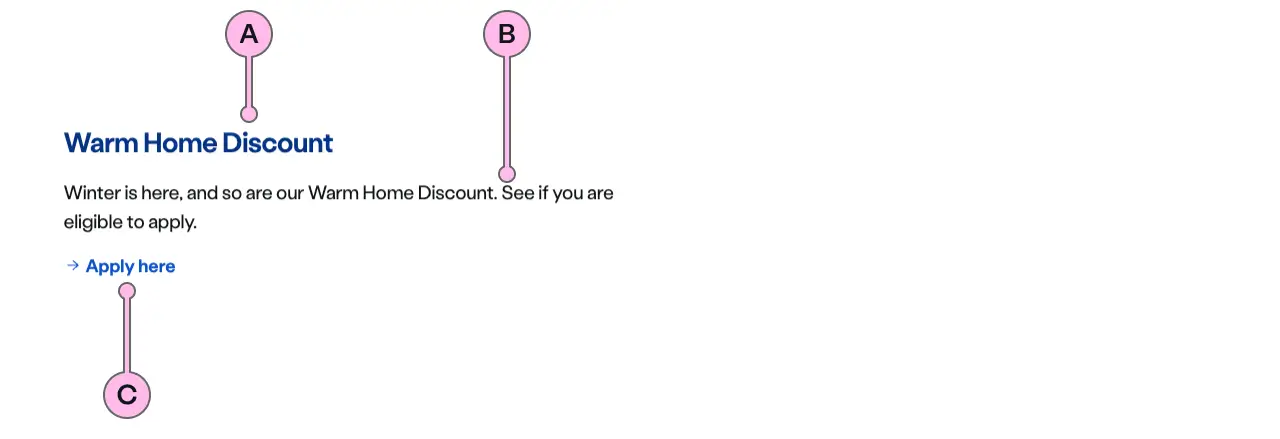 A
B
Warm Home Discount
Winter is here, and so are our Warm Home Discount. See if you are
eligible to apply.
→ Apply here
C